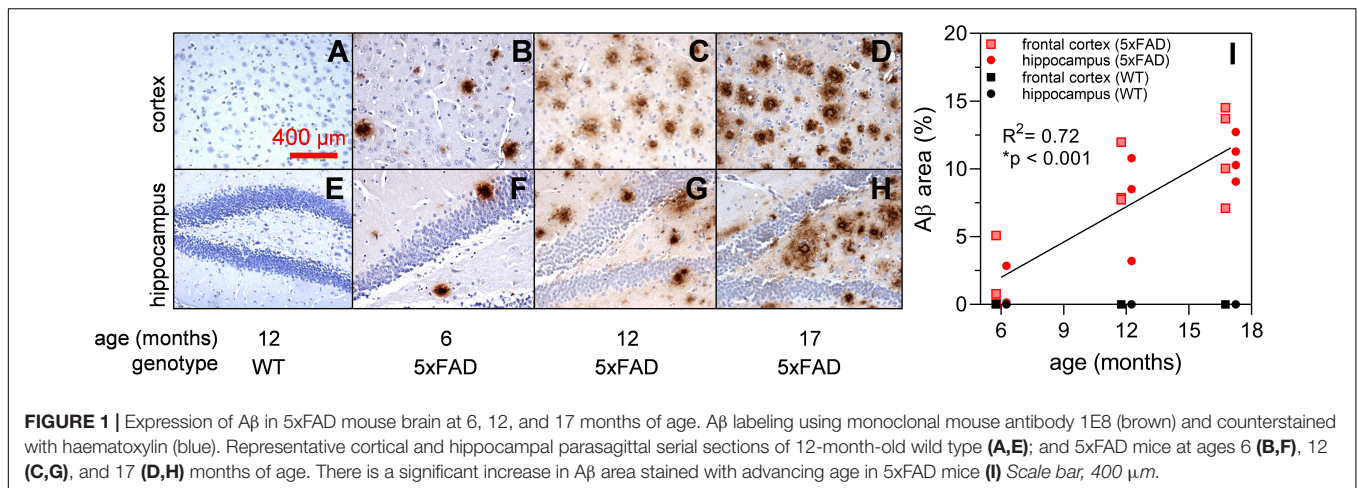 A
B
C
D
cortex
400 µm
E
F
G
H
hippocampus
age (months) 12 6 12 17
genotype WT 5xFAD 5xFAD 5xFAD
I
20
15
10
5
0
Aβ area (%)
frontal cortex (5xFAD)
hippocampus (5xFAD)
frontal cortex (WT)
hippocampus (WT)
R²= 0.72
*p < 0.001
6 9 12 15 18
age (months)
FIGURE 1 | Expression of Aβ in 5xFAD mouse brain at 6, 12, and 17 months of age. Aβ labeling using monoclonal mouse antibody 1E8 (brown) and counterstained
with haematoxylin (blue). Representative cortical and hippocampal parasagittal serial sections of 12-month-old wild type (A,E); and 5xFAD mice at ages 6 (B,F), 12
(C,G), and 17 (D,H) months of age. There is a significant increase in Aβ area stained with advancing age in 5xFAD mice (I) Scale bar, 400 µm.